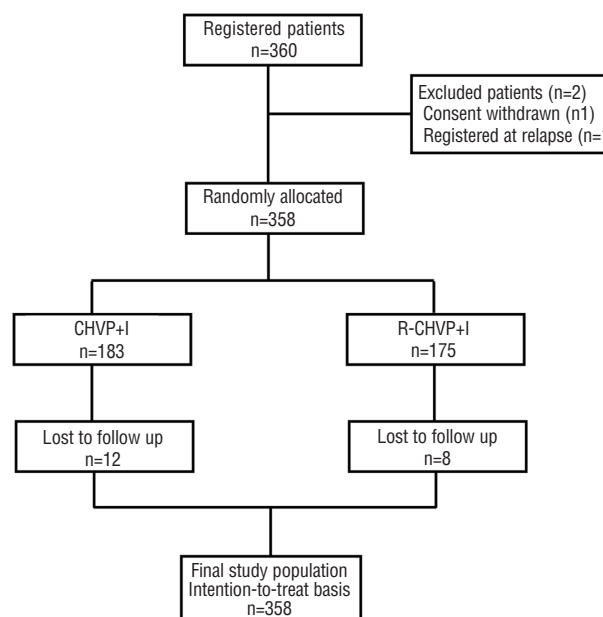 Registered patients
n=360
Excluded patients (n=2)
Consent withdrawn (n1)
Registered at relapse (n=
Randomly allocated
n=358
CHVP+I
n=183
R-CHVP+I
n=175
Lost to follow up
n=12
Lost to follow up
n=8
Final study population
Intention-to-treat basis
n=358